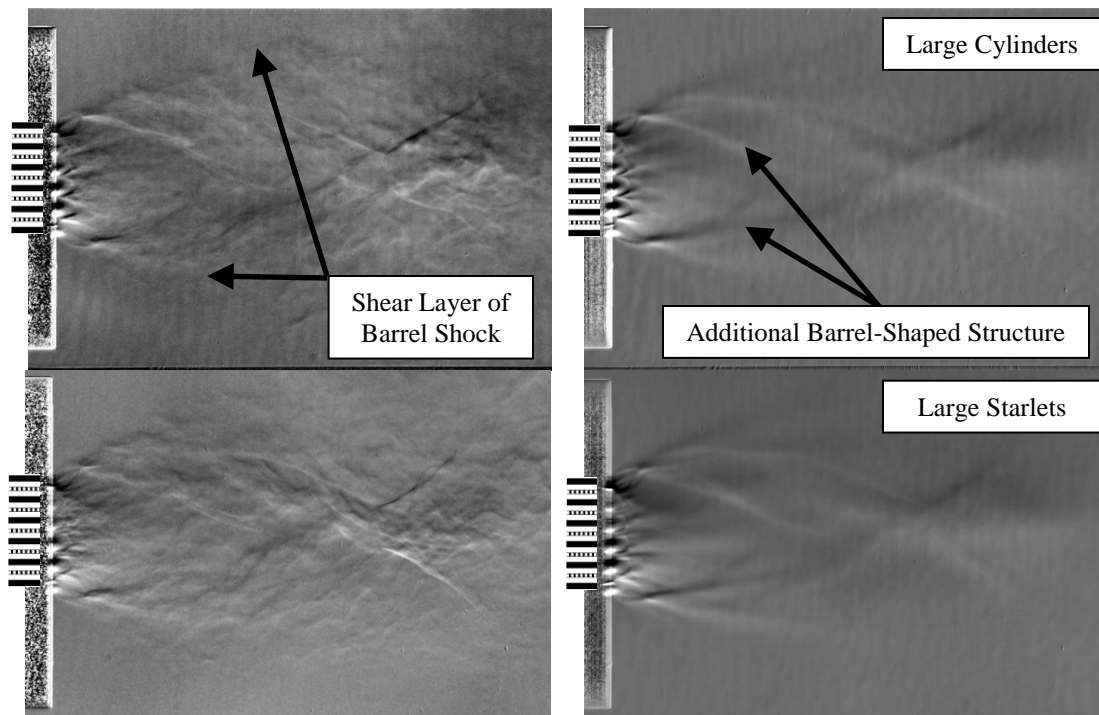 Large Cylinders
Shear Layer of
Barrel Shock
Additional Barrel-Shaped Structure
Large Starlets